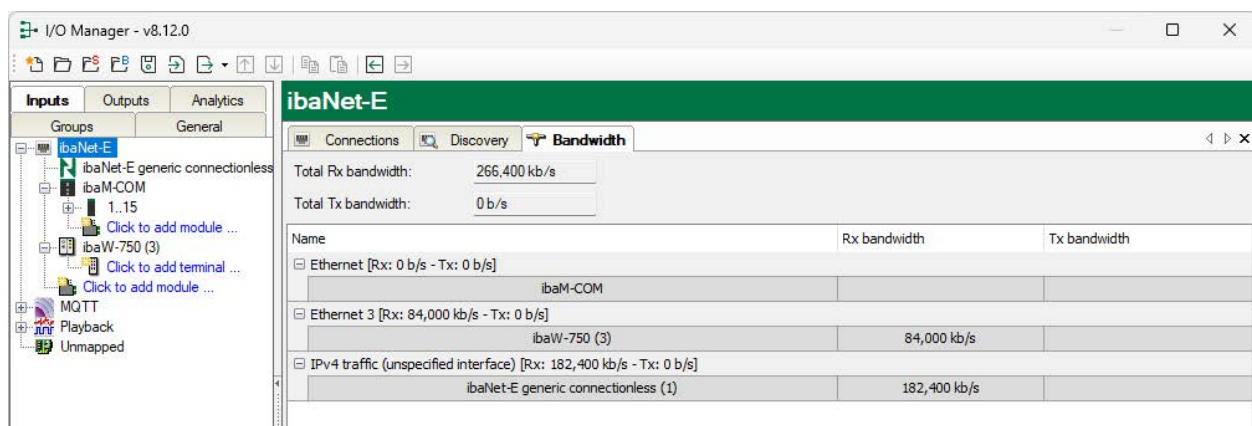 I/O Manager - v8.12.0
Inputs Outputs Analytics
Groups General
ibaNet-E
ibaNet-E generic connectionless
ibaM-COM
1..15
Click to add module ...
ibaW-750 (3)
Click to add terminal ...
Click to add module ...
MQTT
Playback
Unmapped
ibaNet-E
Connections Discovery Bandwidth
Total Rx bandwidth: 266,400 kb/s
Total Tx bandwidth: 0 b/s
Name Rx bandwidth Tx bandwidth
Ethernet [Rx: 0 b/s - Tx: 0 b/s]
ibaM-COM
Ethernet 3 [Rx: 84,000 kb/s - Tx: 0 b/s]
ibaW-750 (3) 84,000 kb/s
IPv4 traffic (unspecified interface) [Rx: 182,400 kb/s - Tx: 0 b/s]
ibaNet-E generic connectionless (1) 182,400 kb/s